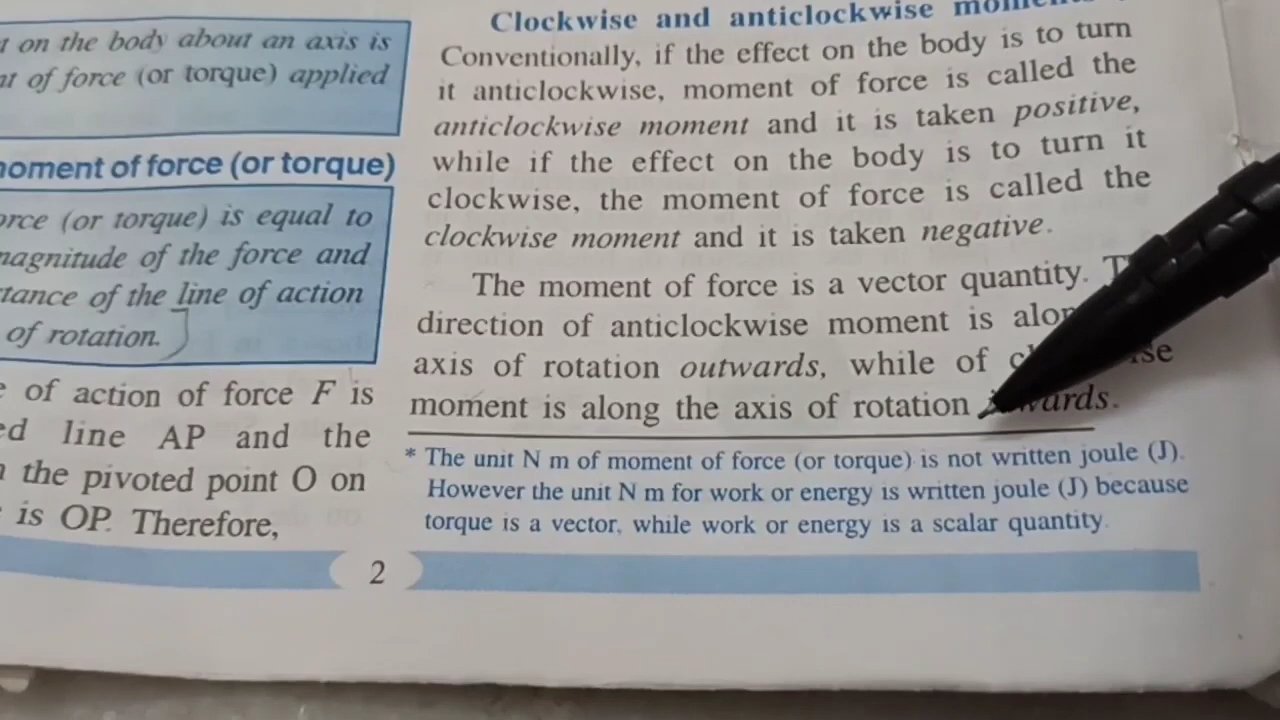 on the body about an axis is
of force (or torque) applied
moment of force (or torque)
(or torque) is equal to
magnitude of the force and
of the line of action
of rotation.
of action of force F is
line AP and the
the pivoted point O on
is OP. Therefore,
Clockwise and anticlockwise
Conventionally, if the effect on the body is to turn
it anticlockwise, moment of force is called the
anticlockwise moment and it is taken positive,
while if the effect on the body is to turn it
clockwise, the moment of force is called the
clockwise moment and it is taken negative.
The moment of force is a vector quantity.
direction of anticlockwise moment is
axis of rotation outwards, while of
moment is along the axis of rotation
* The unit N m of moment of force (or torque) is not written joule (J).
However the unit N m for work or energy is written joule (J) because
torque is a vector, while work or energy is a scalar quantity.
2